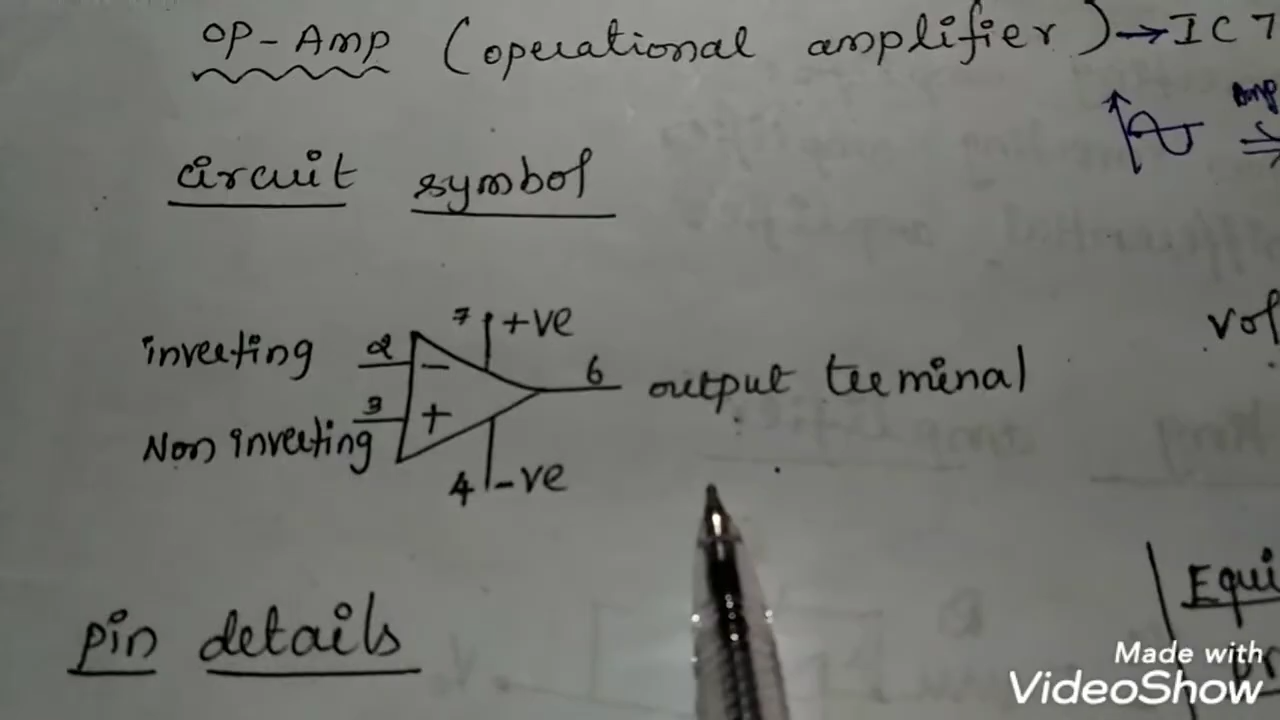 OP-Amp (operational amplifier) → IC 7
Amp
circuit symbol
7 +ve
inverting 2 -
6 output terminal
Non inverting 3 +
4 -ve
pin details
Made with
VideoShow